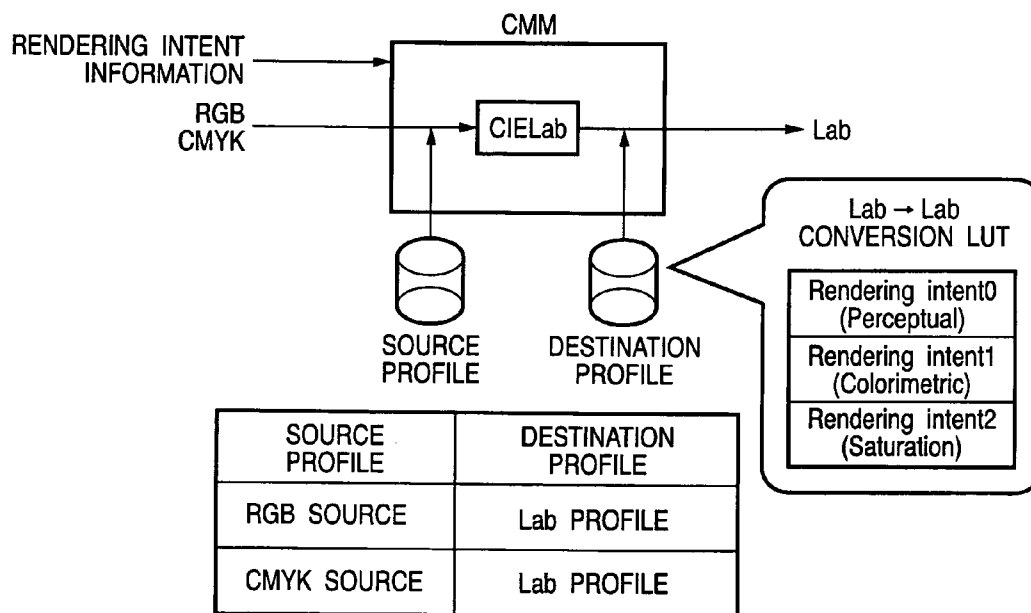 CMM
RENDERING INTENT
INFORMATION
RGB
CMYK
CIELab
Lab
SOURCE
PROFILE
DESTINATION
PROFILE
Lab → Lab
CONVERSION LUT
Rendering intent0
(Perceptual)
Rendering intent1
(Colorimetric)
Rendering intent2
(Saturation)
SOURCE
PROFILE
DESTINATION
PROFILE
RGB SOURCE
Lab PROFILE
CMYK SOURCE
Lab PROFILE